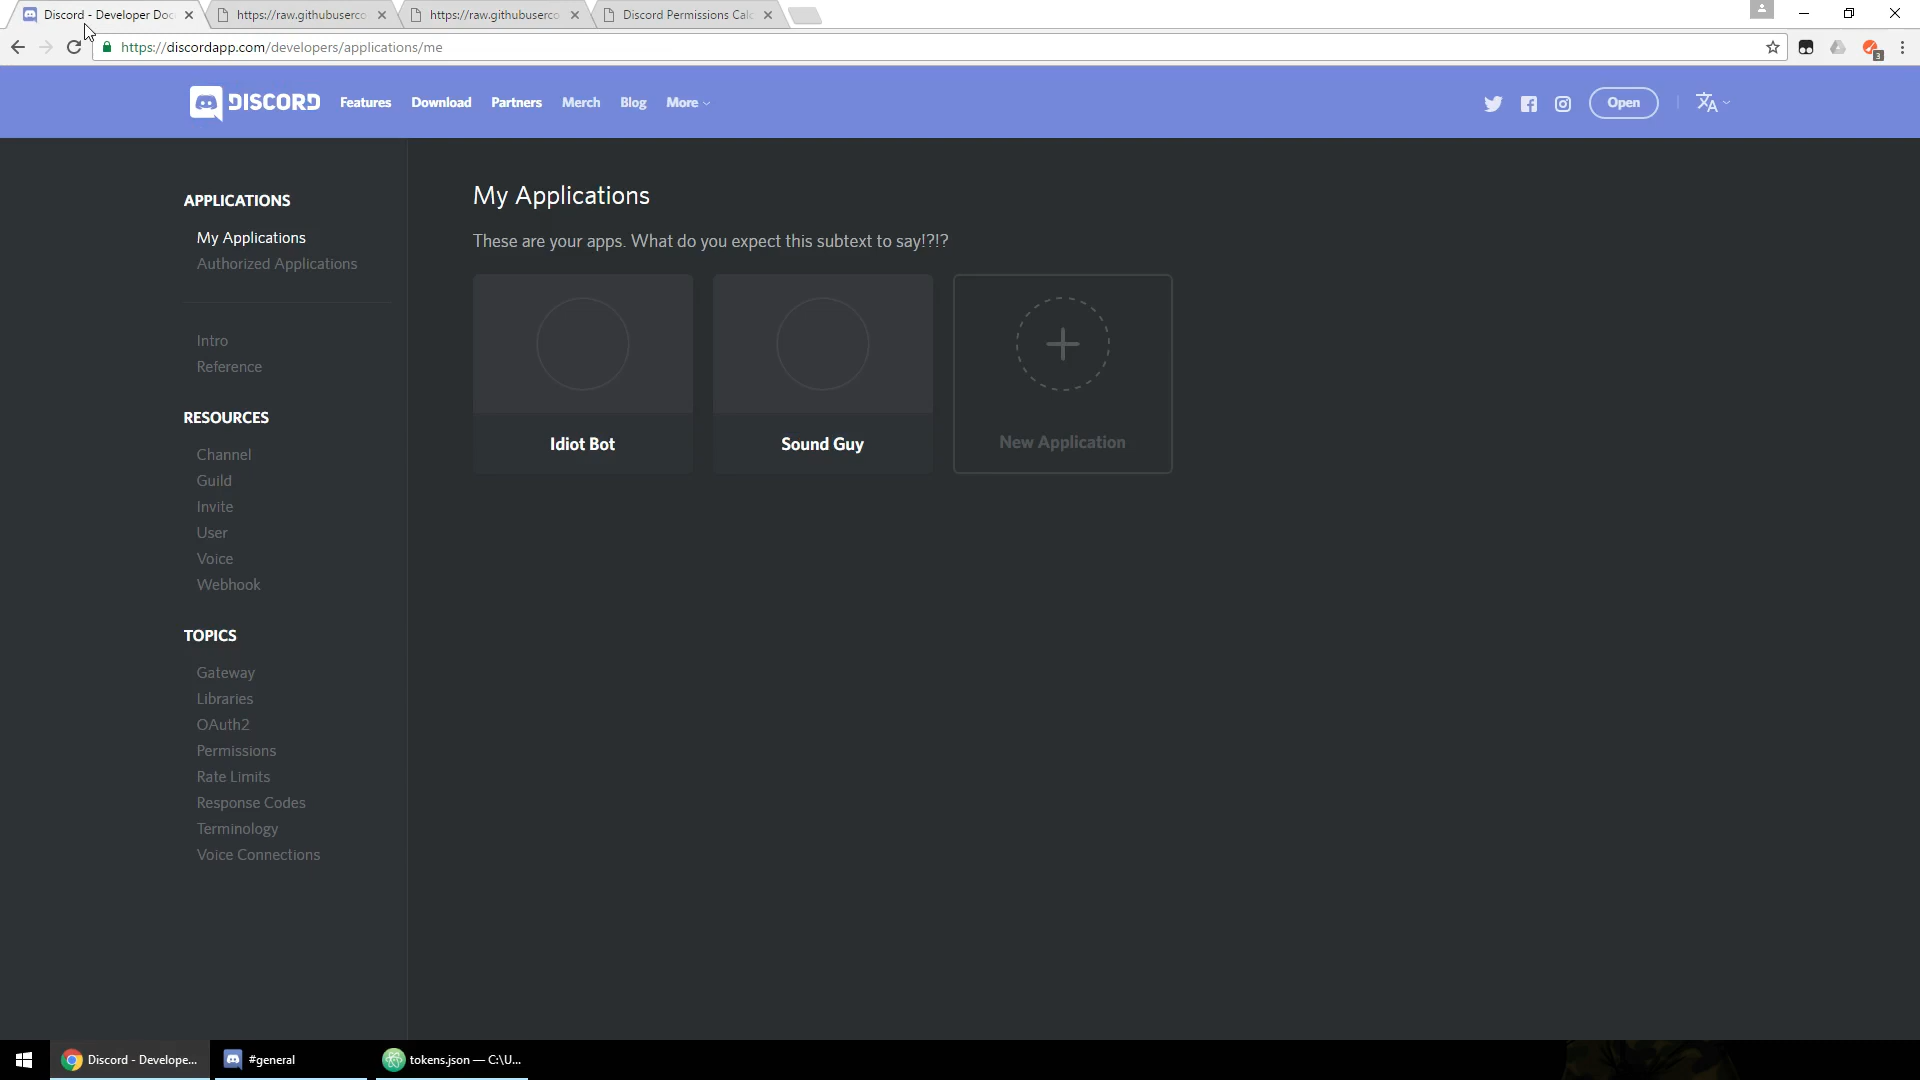 Discord - Developer Doc
https://raw.githubuserco
https://raw.githubuserco
Discord Permissions Calc
https://discordapp.com/developers/applications/me
3
DISCORD
Features
Download
Partners
Merch
Blog
More
Open
APPLICATIONS
My Applications
Authorized Applications
Intro
Reference
RESOURCES
Channel
Guild
Invite
User
Voice
Webhook
TOPICS
Gateway
Libraries
OAuth2
Permissions
Rate Limits
Response Codes
Terminology
Voice Connections
My Applications
These are your apps. What do you expect this subtext to say!?!?
Idiot Bot
Sound Guy
New Application
Discord - Develope...
#general
tokens.json — C:\U...